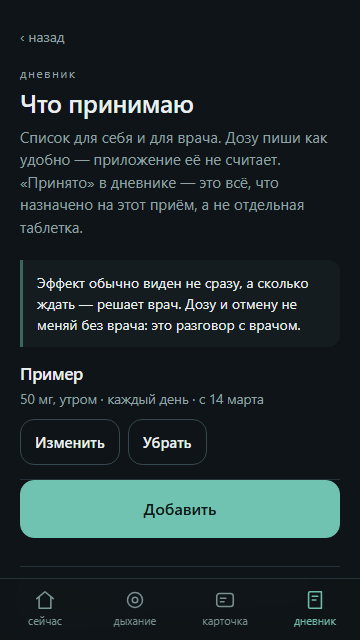 ‹ назад
дневник
Что принимаю
Список для себя и для врача. Дозу пиши как
удобно — приложение её не считает.
«Принято» в дневнике — это всё, что
назначено на этот приём, а не отдельная
таблетка.
Эффект обычно виден не сразу, а сколько
ждать — решает врач. Дозу и отмену не
меняй без врача: это разговор с врачом.
Пример
50 мг, утром · каждый день · с 14 марта
Изменить Убрать
Добавить
сейчас дыхание карточка дневник